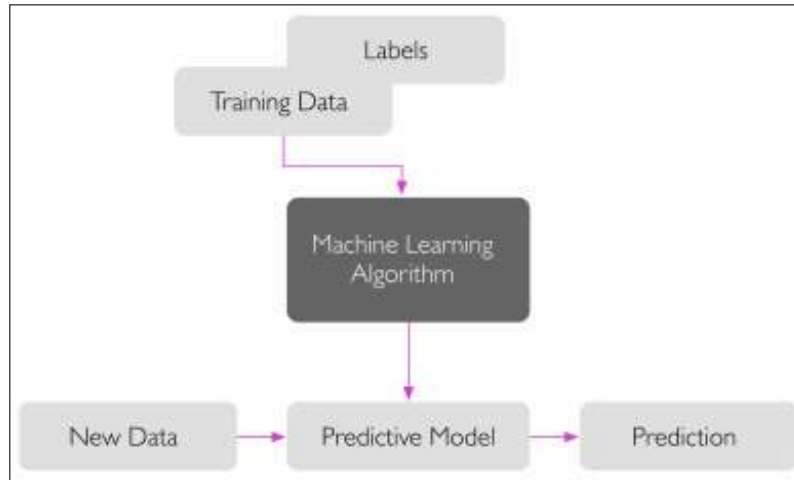 Labels
Training Data
Machine Learning
Algorithm
New Data
Predictive Model
Prediction